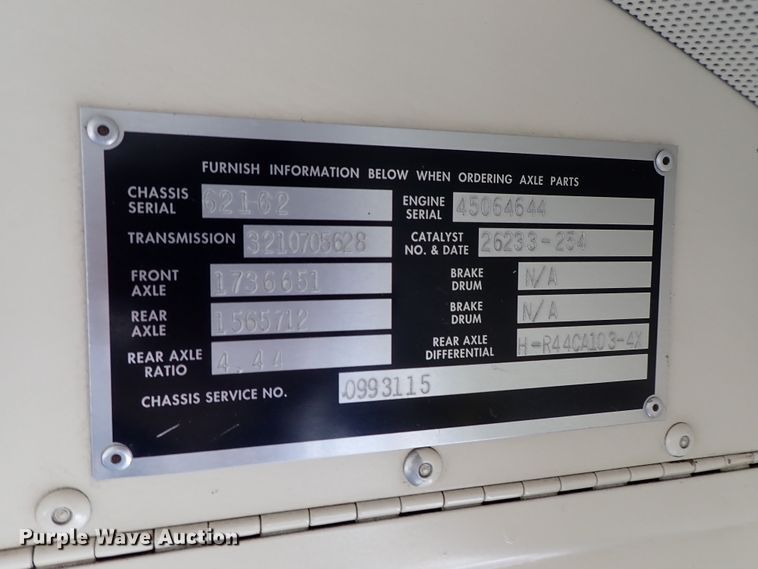 FURNISH INFORMATION BELOW WHEN ORDERING AXLE PARTS
CHASSIS SERIAL 62162
ENGINE SERIAL 45064644
TRANSMISSION 3210705628
CATALYST NO. & DATE 26233-254
FRONT AXLE 1736651
BRAKE DRUM N/A
REAR AXLE 1565712
BRAKE DRUM N/A
REAR AXLE RATIO 4.44
REAR AXLE DIFFERENTIAL H-R44CA103-4X
CHASSIS SERVICE NO. 0993115
Purple Wave Auction